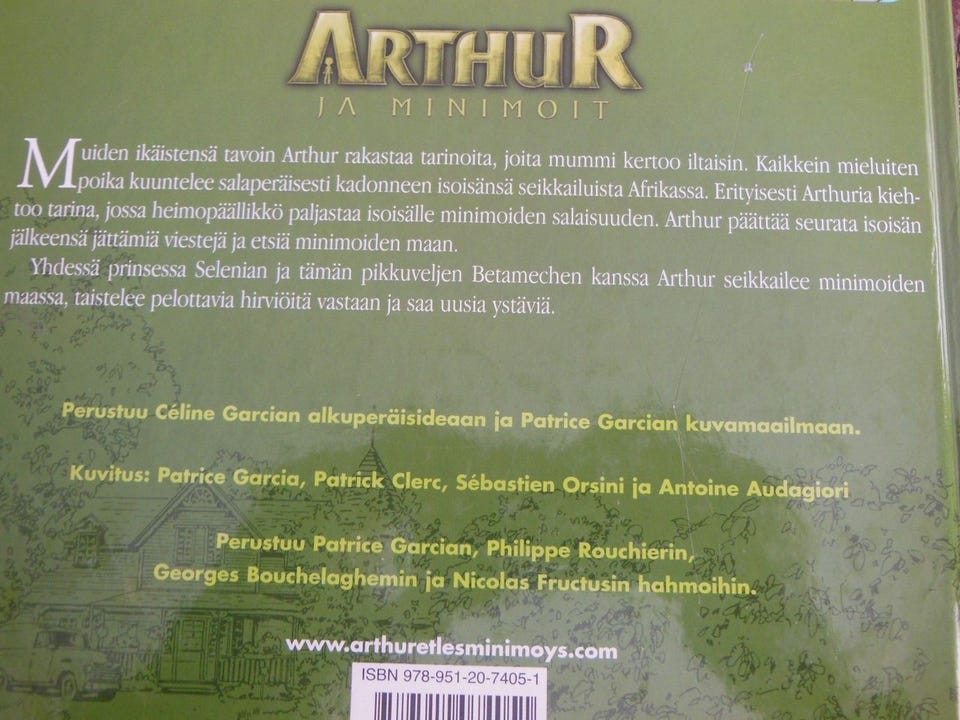 ARTHUR
JA MINIMOIT
Muiden ikäistensä tavoin Arthur rakastaa tarinoita, joita mummi kertoo iltaisin. Kaikkein mieluiten
poika kuuntelee salaperäisesti kadonneen isoisänsä seikkailuista Afrikassa. Erityisesti Arthuria kieh-
too tarina, jossa heimopäällikkö paljastaa isoisälle minimoiden salaisuuden. Arthur päättää seurata isoisän
jälkeensä jättämiä viestejä ja etsiä minimoiden maan.
Yhdessä prinsessa Selenian ja tämän pikkuveljen Betamechen kanssa Arthur seikkailee minimoiden
maassa, taistelee pelottavia hirviöitä vastaan ja saa uusia ystäviä.
Perustuu Céline Garcian alkuperäisideaan ja Patrice Garcian kuvamaailmaan.
Kuvitus: Patrice Garcia, Patrick Clerc, Sébastien Orsini ja Antoine Audagiori
Perustuu Patrice Garcian, Philippe Rouchierin,
Georges Bouchelaghemin ja Nicolas Fructusin hahmoihin.
www.arthuretlesminimoys.com
ISBN 978-951-20-7405-1